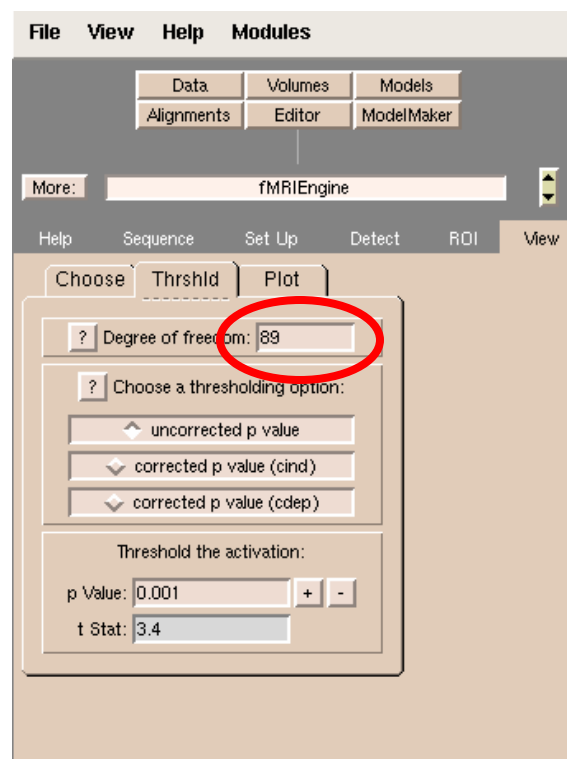 File View Help Modules
Data Volumes Models
Alignments Editor ModelMaker
More: fMRIEngine
Help Sequence Set Up Detect ROI View
Choose Thrshld Plot
? Degree of freedom: 89
? Choose a thresholding option:
uncorrected p value
corrected p value (cind)
corrected p value (cdep)
Threshold the activation:
p Value: 0.001 + -
t Stat: 3.4